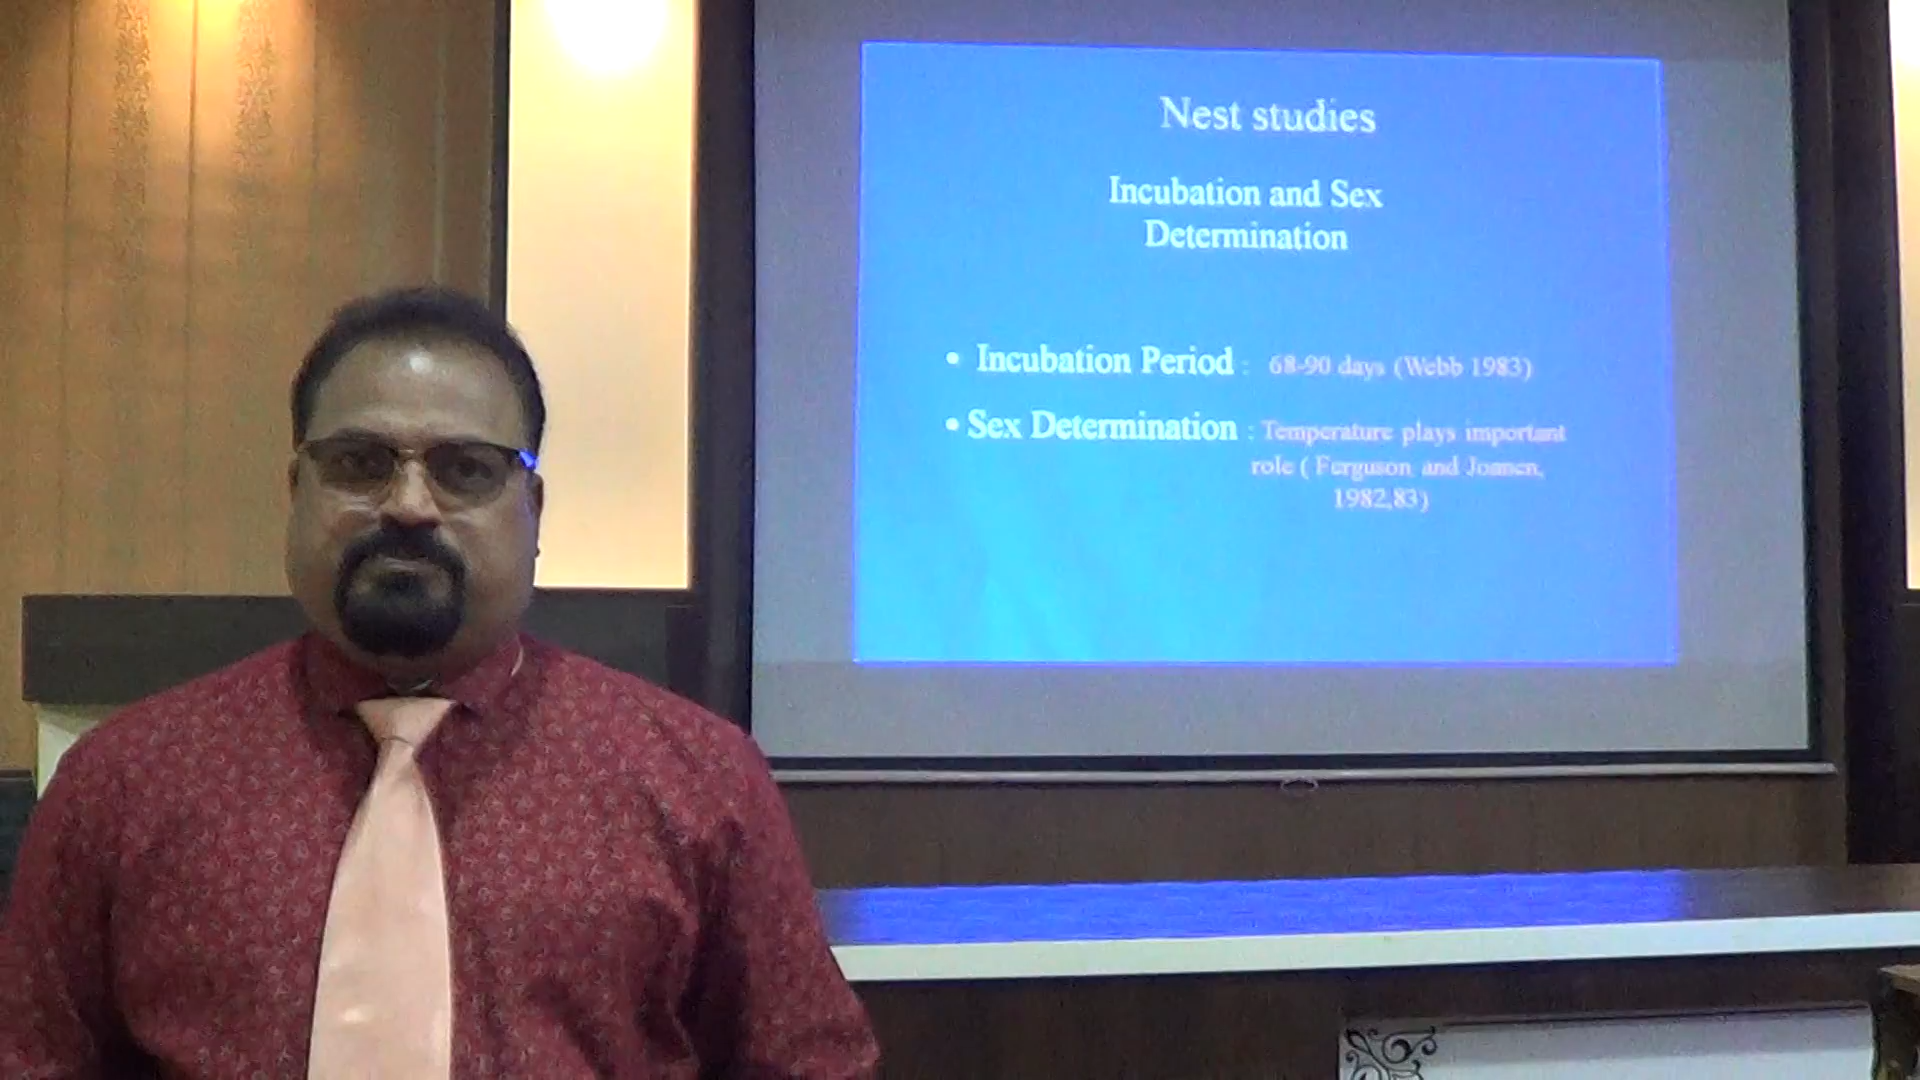 Nest studies
Incubation and Sex
Determination
• Incubation Period : 68-90 days (Webb 1983)
• Sex Determination : Temperature plays important
role ( Ferguson and Joanen,
1982,83)